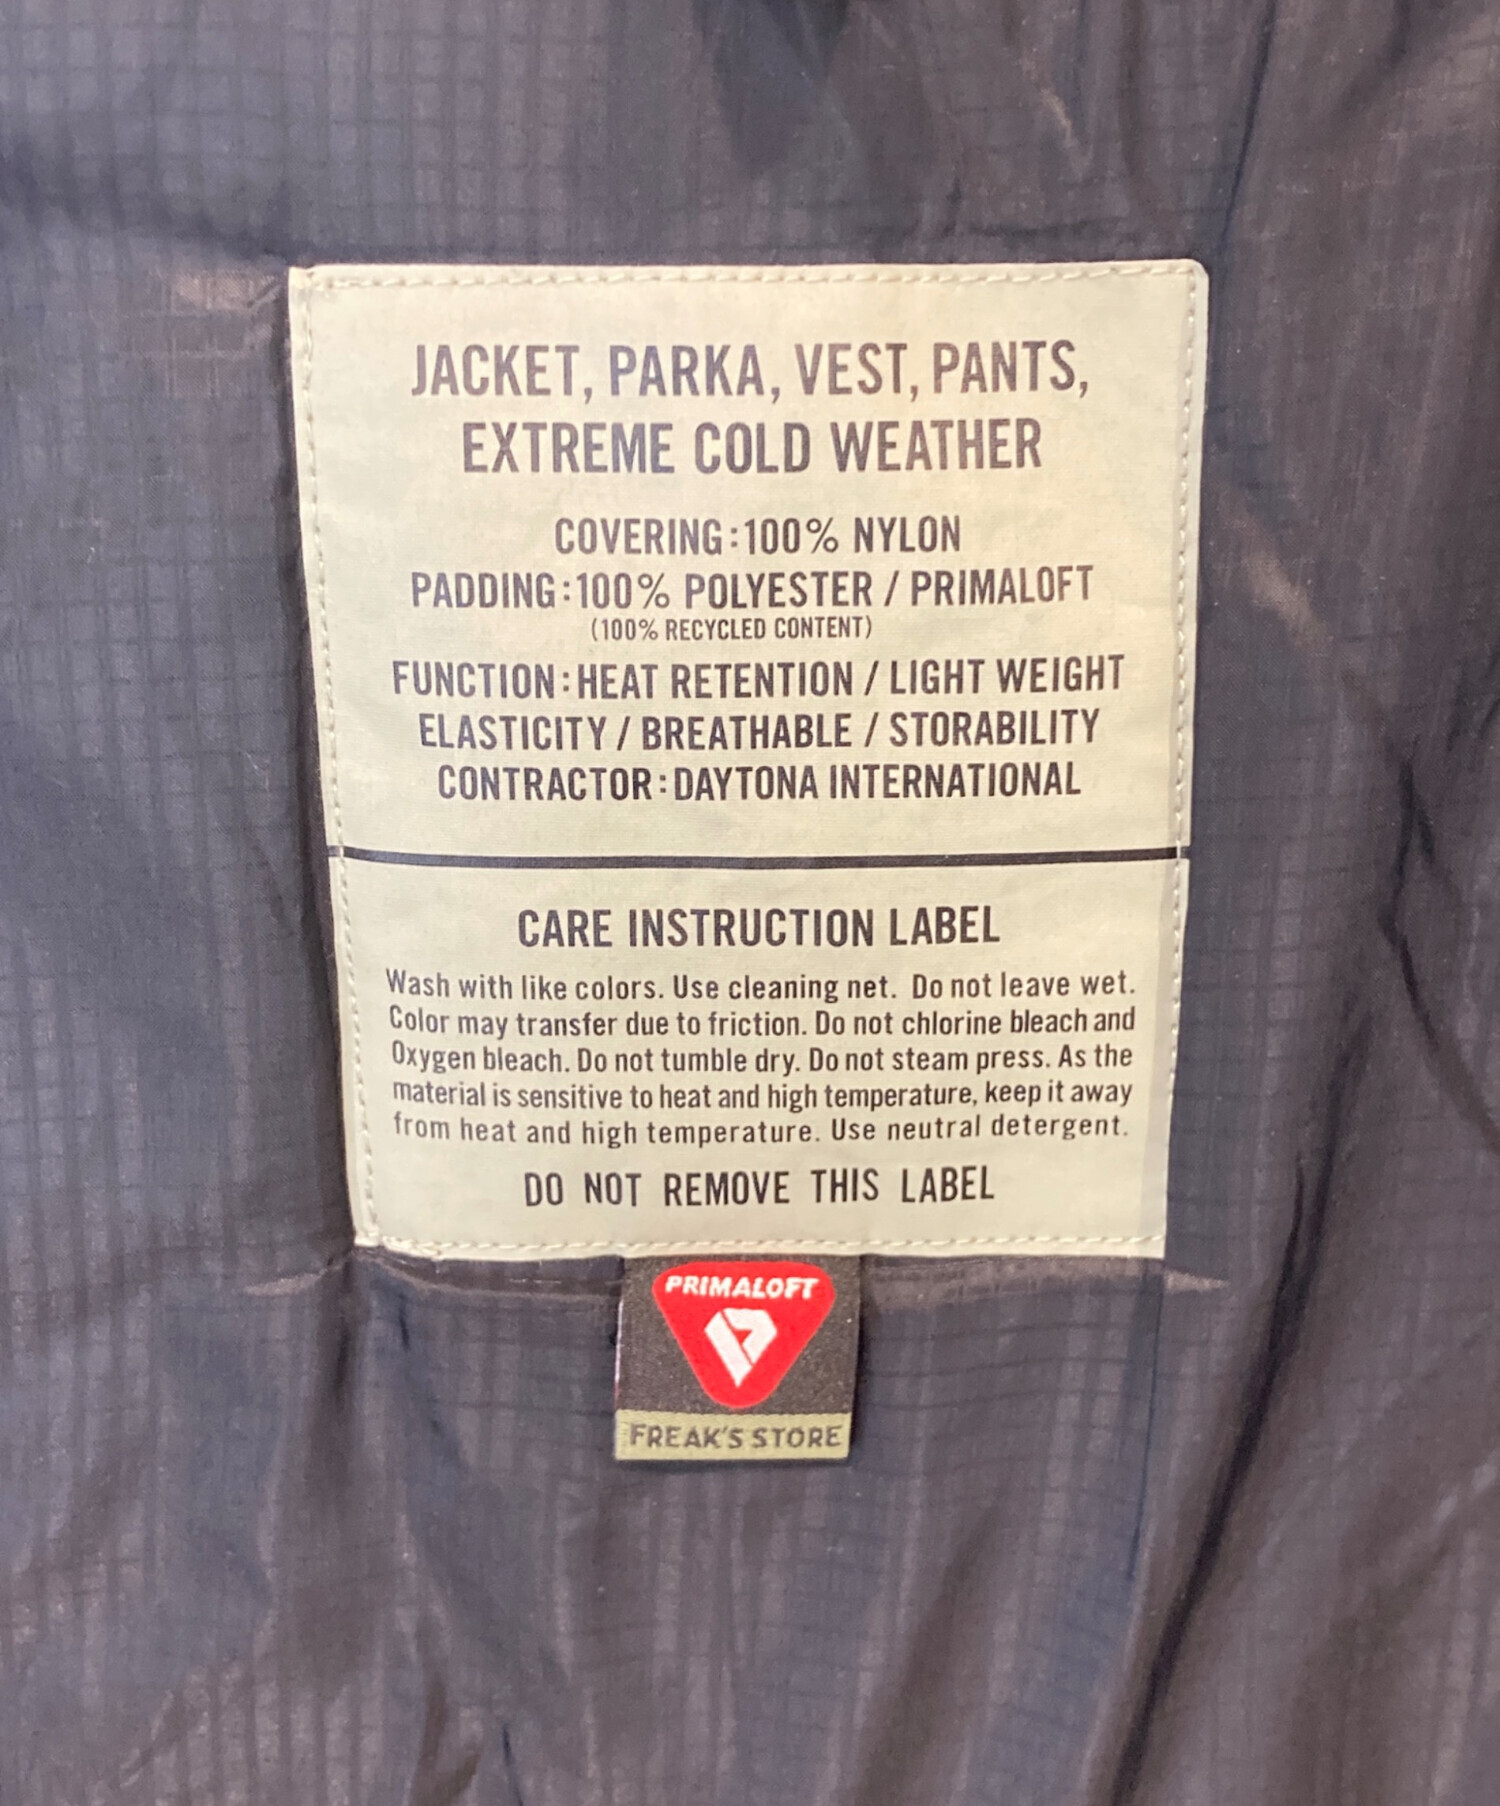 JACKET, PARKA, VEST, PANTS,
EXTREME COLD WEATHER
COVERING:100% NYLON
PADDING:100% POLYESTER / PRIMALOFT
(100% RECYCLED CONTENT)
FUNCTION:HEAT RETENTION / LIGHT WEIGHT
ELASTICITY / BREATHABLE / STORABILITY
CONTRACTOR:DAYTONA INTERNATIONAL
CARE INSTRUCTION LABEL
Wash with like colors. Use cleaning net. Do not leave wet.
Color may transfer due to friction. Do not chlorine bleach and
Oxygen bleach. Do not tumble dry. Do not steam press. As the
material is sensitive to heat and high temperature, keep it away
from heat and high temperature. Use neutral detergent.
DO NOT REMOVE THIS LABEL
PRIMALOFT
FREAK'S STORE